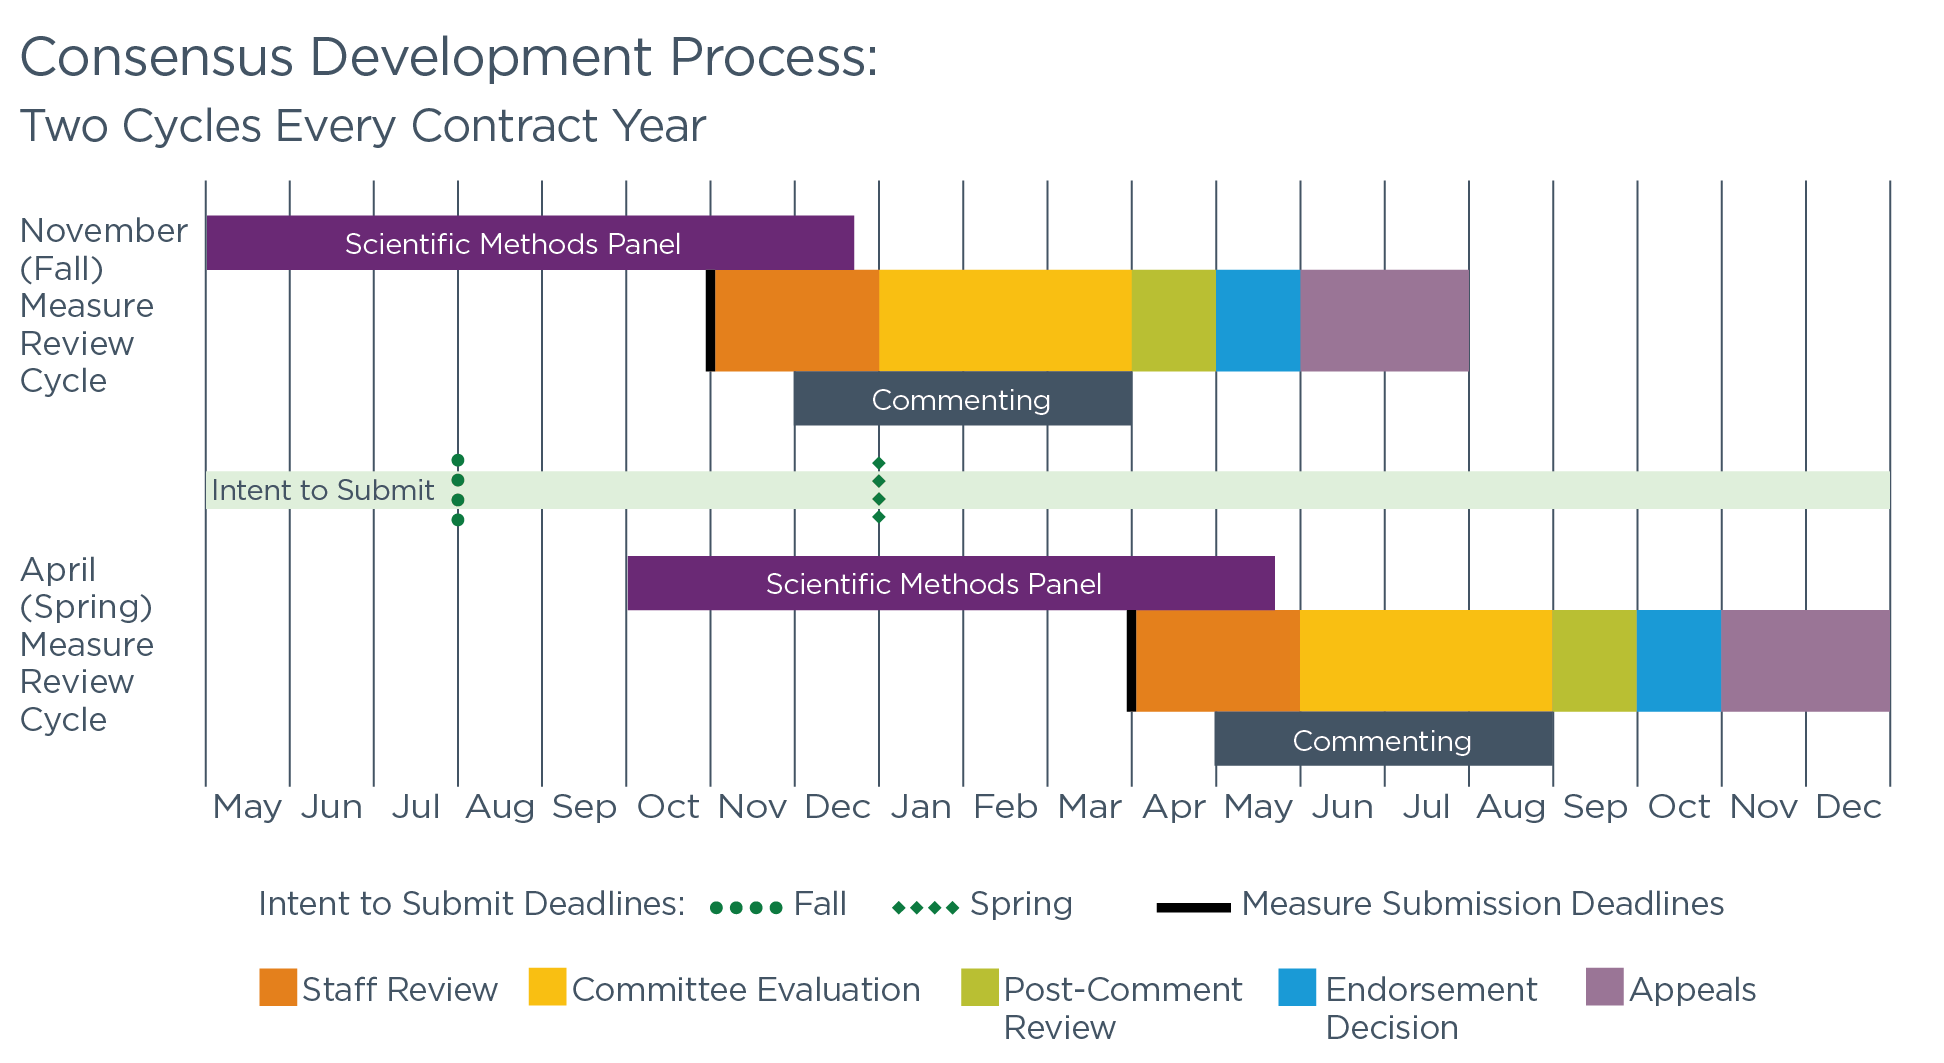 Consensus Development Process:
Two Cycles Every Contract Year
November
(Fall)
Measure
Review
Cycle
Scientific Methods Panel
Commenting
Intent to Submit
April
(Spring)
Measure
Review
Cycle
Scientific Methods Panel
Commenting
May Jun Jul Aug Sep Oct Nov Dec Jan Feb Mar Apr May Jun Jul Aug Sep Oct Nov Dec
Intent to Submit Deadlines: Fall Spring Measure Submission Deadlines
Staff Review
Committee Evaluation
Post-Comment
Review
Endorsement
Decision
Appeals